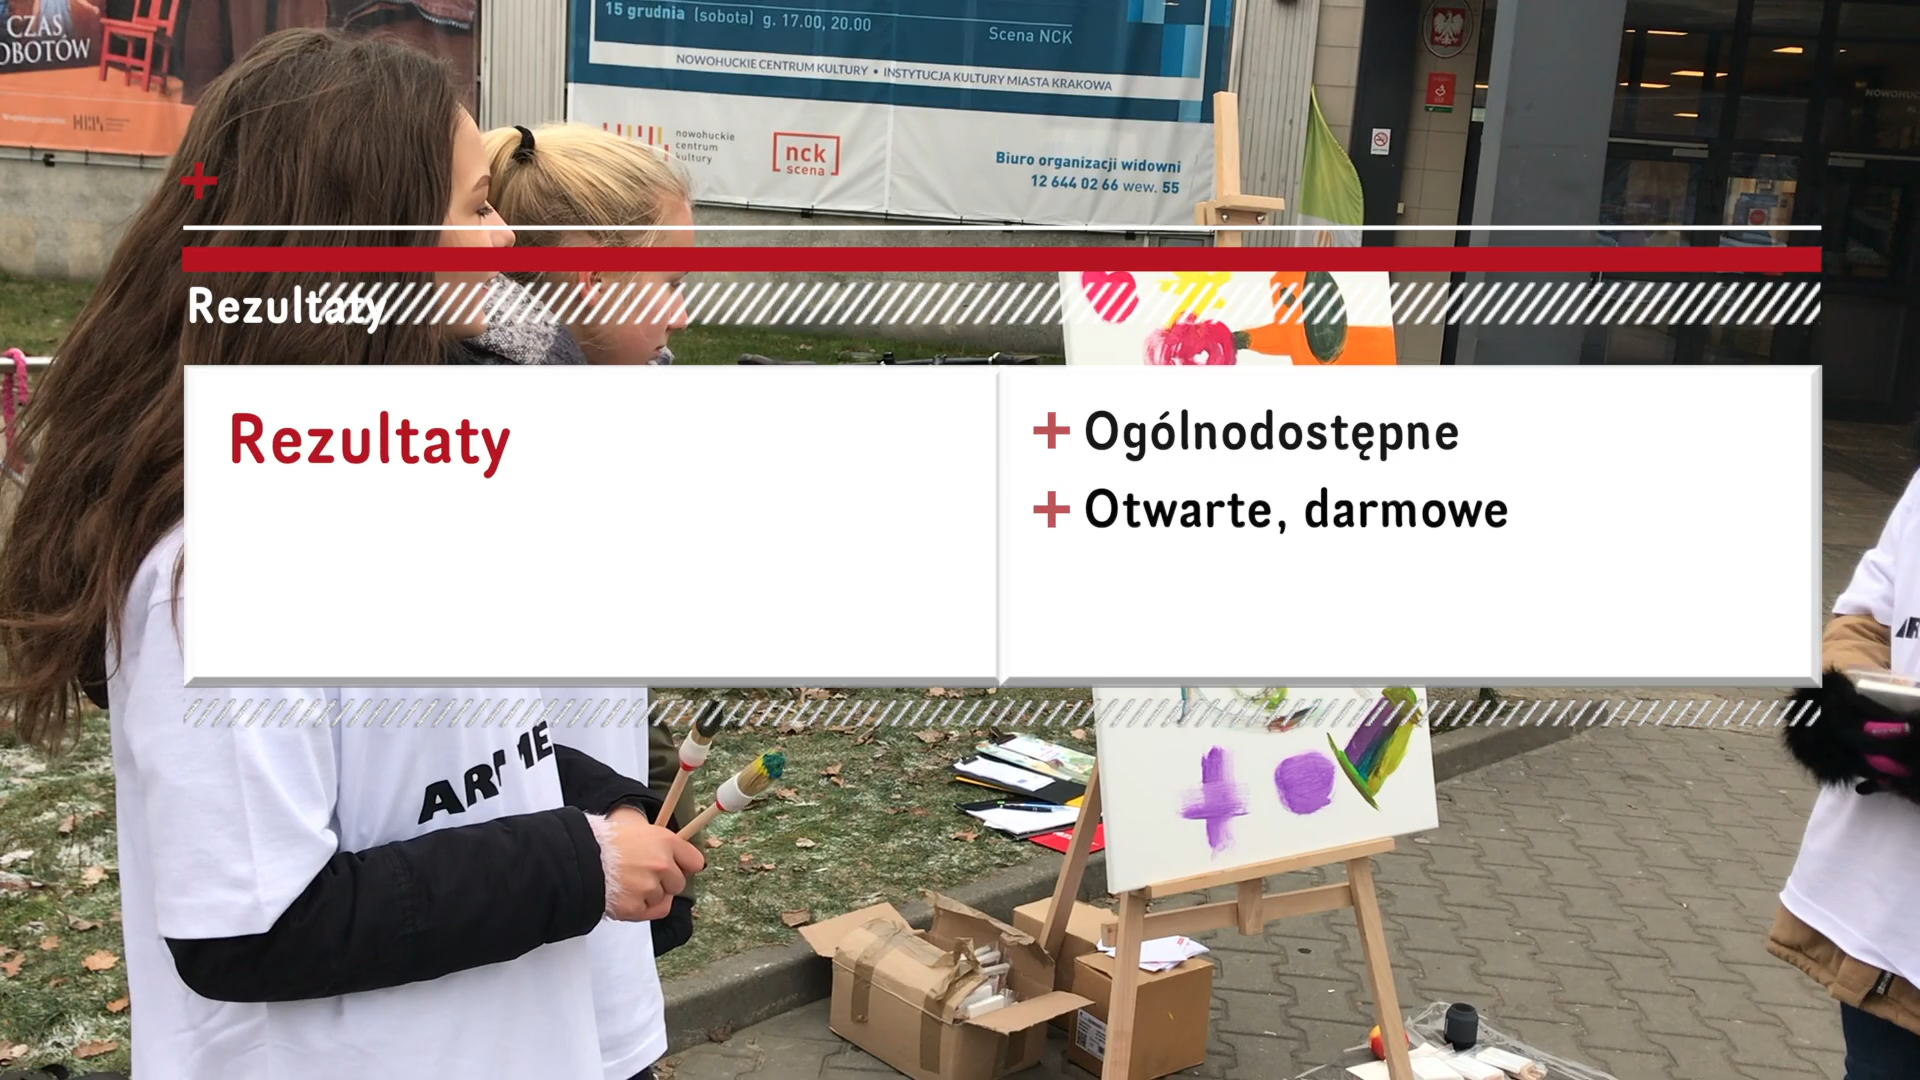 CZAS
OBOTÓW
15 grudnia (sobota) g. 17.00, 20.00
Scena NCK
NOWOHUCKIE CENTRUM KULTURY • INSTYTUCJA KULTURY MIASTA KRAKOWA
nowohuckie
centrum
kultury
nck
scena
Biuro organizacji widowni
12 644 02 66 wew. 55
+
Rezultaty
Rezultaty
+ Ogólnodostępne
+ Otwarte, darmowe